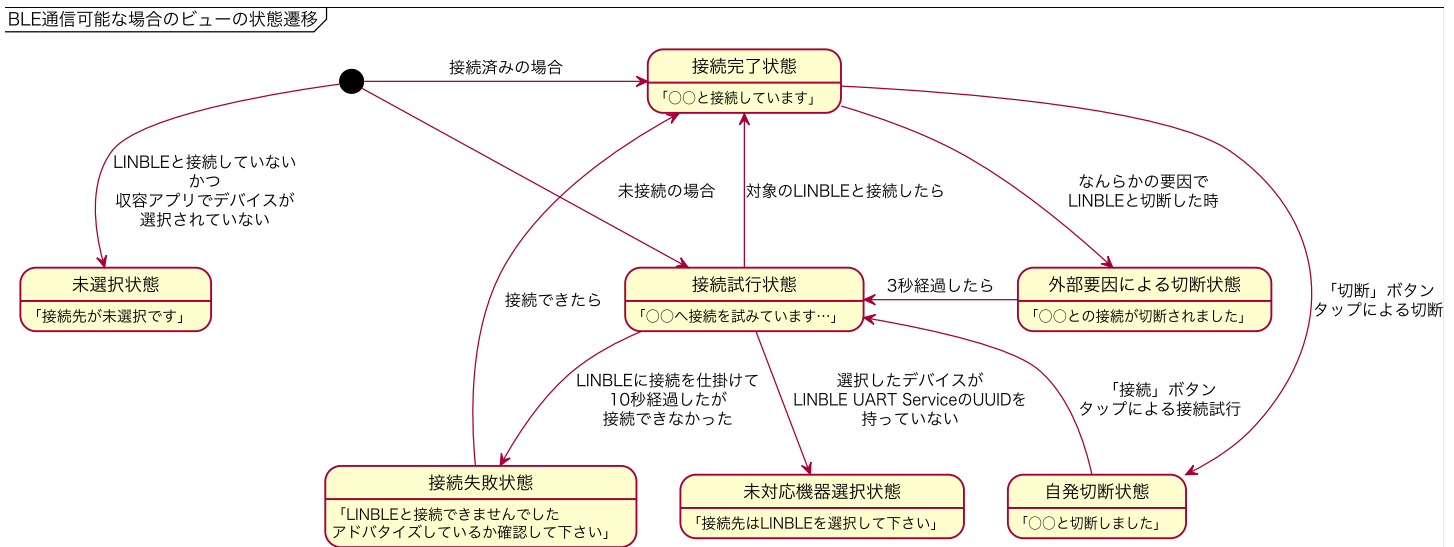 BLE通信可能な場合のビューの状態遷移
接続済みの場合
接続完了状態
「○○と接続しています」
LINBLEと接続していない
かつ
収容アプリでデバイスが
選択されていない
未接続の場合
対象のLINBLEと接続したら
なんらかの要因で
LINBLEと切断した時
未選択状態
「接続先が未選択です」
接続できたら
接続試行状態
「○○へ接続を試みています…」
3秒経過したら
外部要因による切断状態
「○○との接続が切断されました」
「切断」ボタン
タップによる切断
LINBLEに接続を仕掛けて
10秒経過したが
接続できなかった
選択したデバイスが
LINBLE UART ServiceのUUIDを
持っていない
「接続」ボタン
タップによる接続試行
接続失敗状態
「LINBLEと接続できませんでした
アドバタイズしているか確認して下さい」
未対応機器選択状態
「接続先はLINBLEを選択して下さい」
自発切断状態
「○○と切断しました」